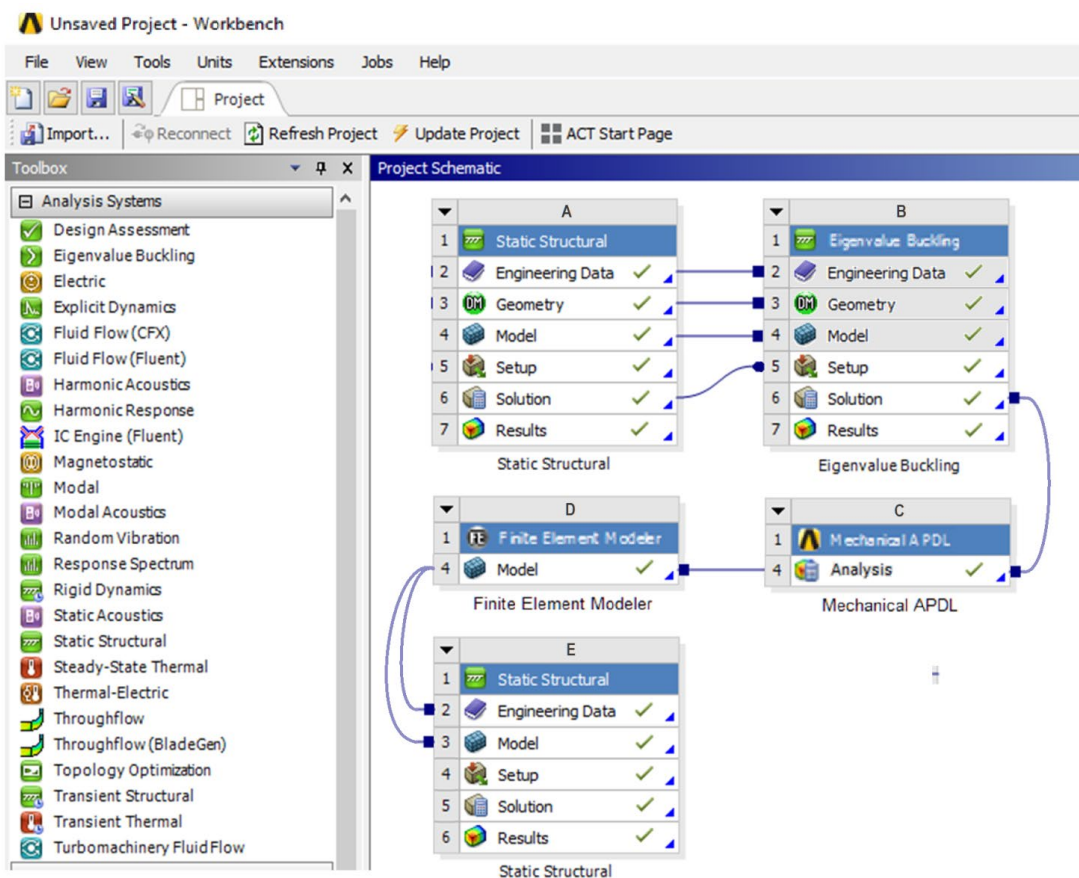 Unsaved Project - Workbench
File View Tools Units Extensions Jobs Help
Project
Import... Reconnect Refresh Project Update Project ACT Start Page
Toolbox
Analysis Systems
Design Assessment
Eigenvalue Buckling
Electric
Explicit Dynamics
Fluid Flow (CFX)
Fluid Flow (Fluent)
Harmonic Acoustics
Harmonic Response
IC Engine (Fluent)
Magnetostatic
Modal
Modal Acoustics
Random Vibration
Response Spectrum
Rigid Dynamics
Static Acoustics
Static Structural
Steady-State Thermal
Thermal-Electric
Throughflow
Throughflow (BladeGen)
Topology Optimization
Transient Structural
Transient Thermal
Turbomachinery Fluid Flow
Project Schematic
A
1 Static Structural
2 Engineering Data
3 DM Geometry
4 Model
5 Setup
6 Solution
7 Results
Static Structural
B
1 Eigenvalue Buckling
2 Engineering Data
3 DM Geometry
4 Model
5 Setup
6 Solution
7 Results
Eigenvalue Buckling
D
1 FE Finite Element Modeler
4 Model
Finite Element Modeler
C
1 Mechanical APDL
4 Analysis
Mechanical APDL
E
1 Static Structural
2 Engineering Data
3 Model
4 Setup
5 Solution
6 Results
Static Structural